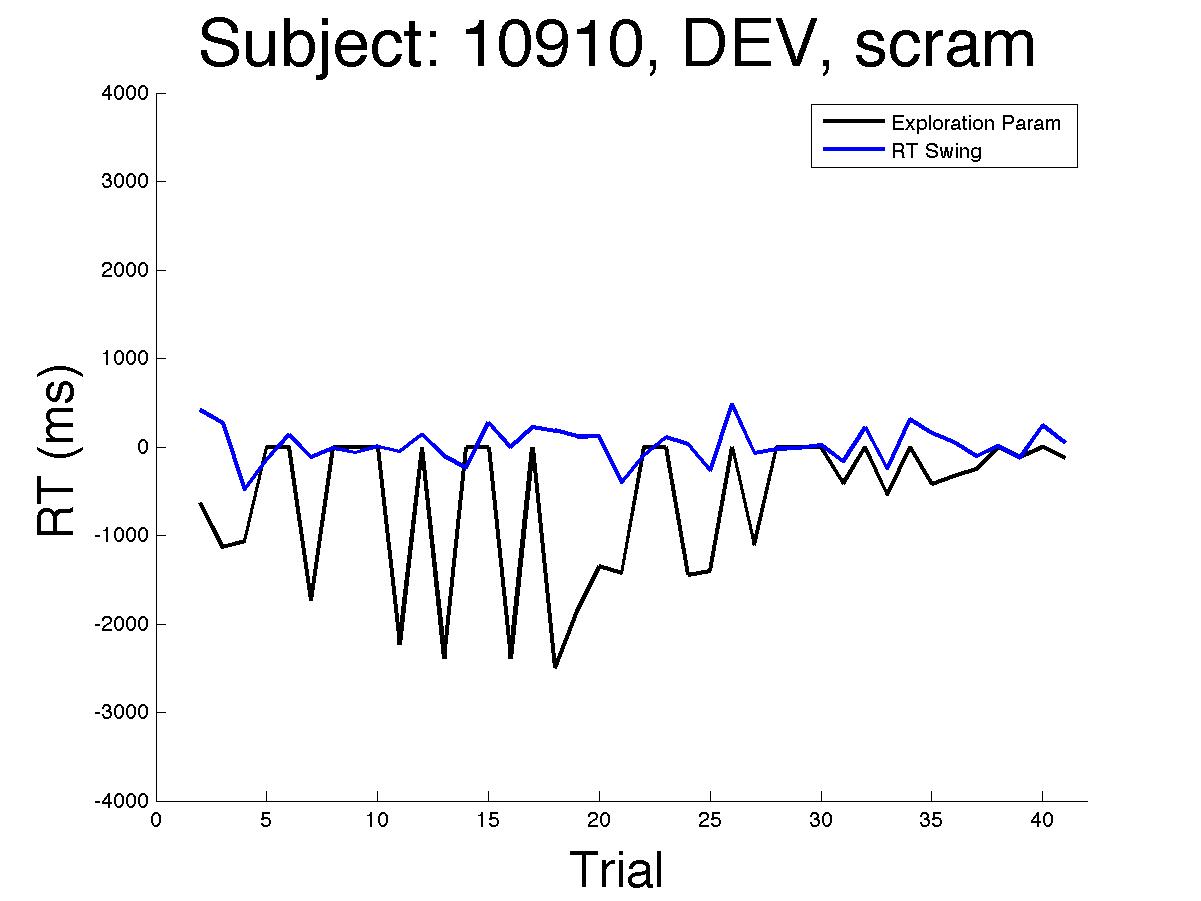 Subject: 10910, DEV, scram
4000
3000
2000
1000
0
-1000
-2000
-3000
-4000
RT (ms)
Exploration Param
RT Swing
0 5 10 15 20 25 30 35 40
Trial